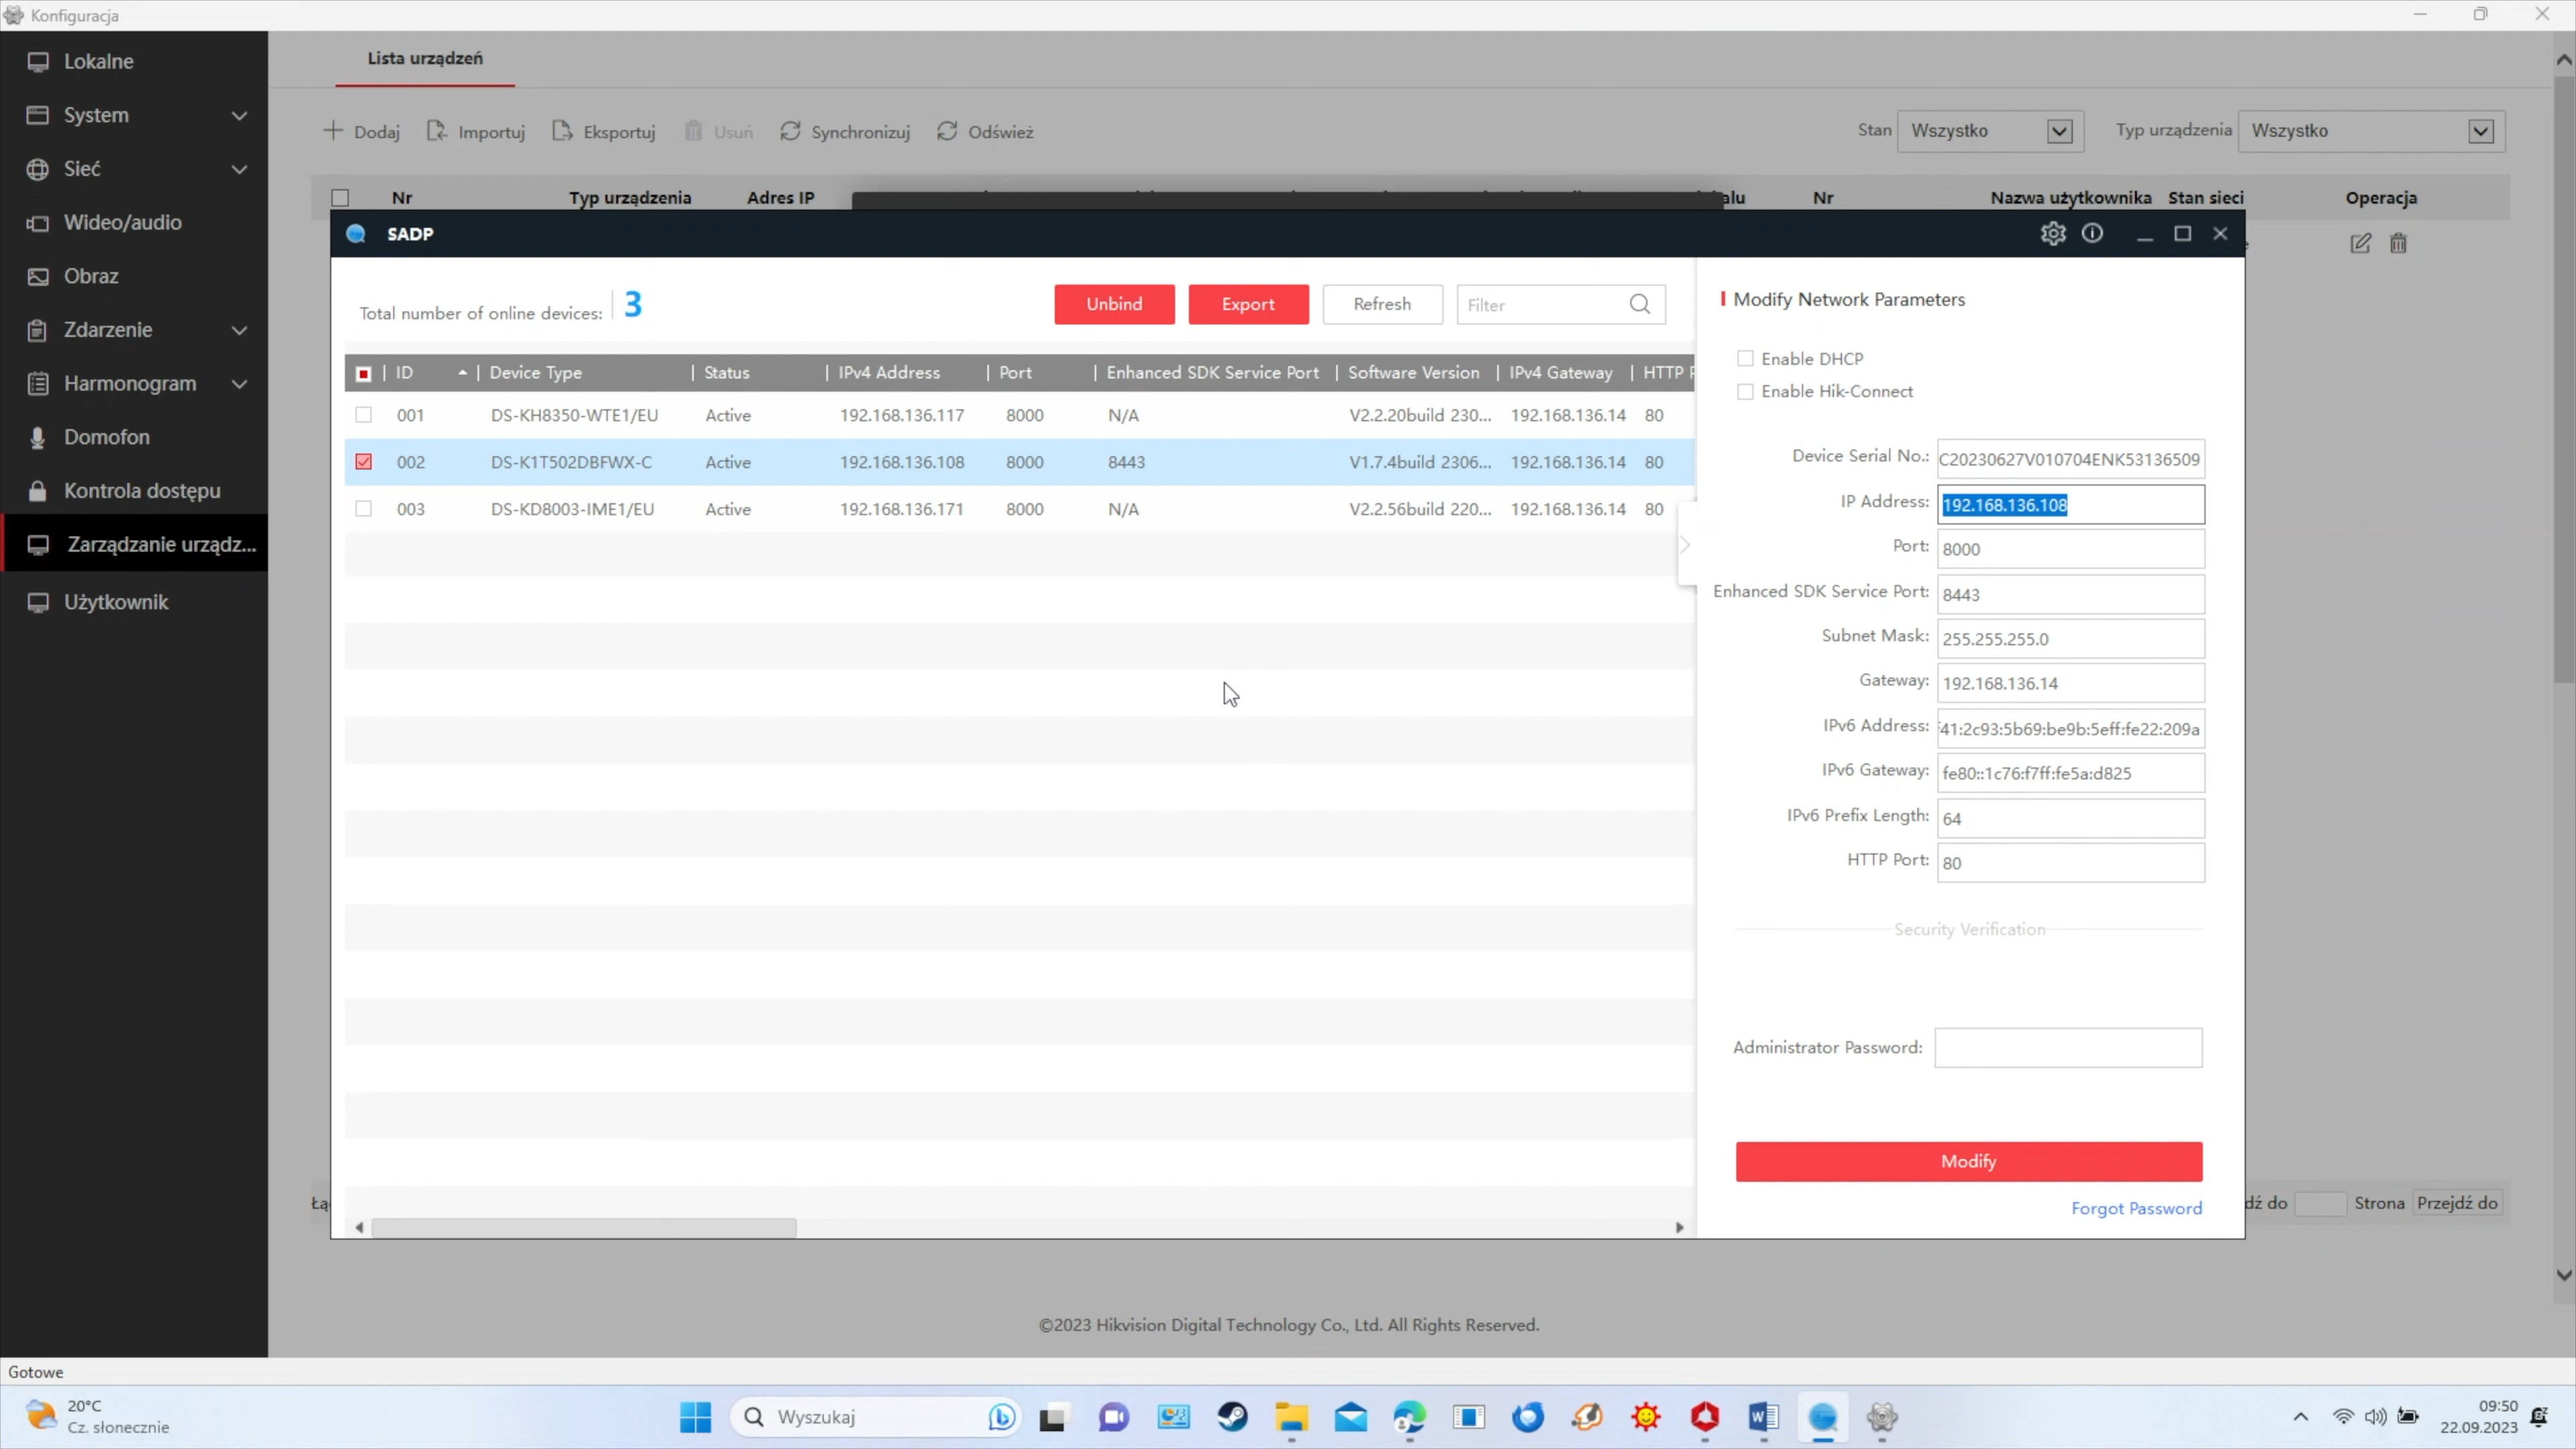 Konfiguracja
Lokalne
System
Sieć
Wideo/audio
Obraz
Zdarzenie
Harmonogram
Domofon
Kontrola dostępu
Zarządzanie urządz...
Użytkownik
Lista urządzeń
Dodaj Importuj Eksportuj Usuń Synchronizuj Odśwież
Stan Wszystko Typ urządzenia Wszystko
Nr Typ urządzenia Adres IP Nr Nazwa użytkownika Stan sieci Operacja
SADP
Total number of online devices: 3
Unbind Export Refresh Filter
ID Device Type Status IPv4 Address Port Enhanced SDK Service Port Software Version IPv4 Gateway HTTP
001 DS-KH8350-WTE1/EU Active 192.168.136.117 8000 N/A V2.2.20build 230... 192.168.136.14 80
002 DS-K1T502DBFWX-C Active 192.168.136.108 8000 8443 V1.7.4build 2306... 192.168.136.14 80
003 DS-KD8003-IME1/EU Active 192.168.136.171 8000 N/A V2.2.56build 220... 192.168.136.14 80
Modify Network Parameters
Enable DHCP
Enable Hik-Connect
Device Serial No.: C20230627V010704ENK53136509
IP Address: 192.168.136.108
Port: 8000
Enhanced SDK Service Port: 8443
Subnet Mask: 255.255.255.0
Gateway: 192.168.136.14
IPv6 Address: 41:2c93:5b69:be9b:5eff:fe22:209a
IPv6 Gateway: fe80::1c76:f7ff:fe5a:d825
IPv6 Prefix Length: 64
HTTP Port: 80
Security Verification
Administrator Password:
Modify
Forgot Password
do Strona Przejdź do
©2023 Hikvision Digital Technology Co., Ltd. All Rights Reserved.
Gotowe
20°C
Cz. słonecznie
Wyszukaj
09:50
22.09.2023